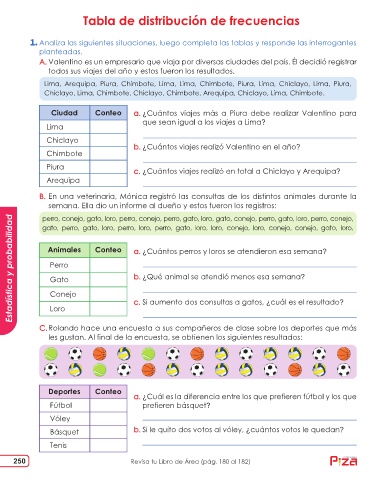 Tabla de distribución de frecuencias
1. Analiza las siguientes situaciones, luego completa las tablas y responde las interrogantes
planteadas.
A. Valentino es un empresario que viaja por diversas ciudades del país. Él decidió registrar
todos sus viajes del año y estos fueron los resultados.
Lima, Arequipa, Piura, Chimbote, Lima, Lima, Chimbote, Piura, Lima, Chiclayo, Lima, Piura,
Chiclayo, Lima, Chimbote, Chiclayo, Chimbote, Arequipa, Chiclayo, Lima, Chimbote.
Ciudad Conteo
Lima
Chiclayo
Chimbote
Piura
Arequipa
a. ¿Cuántos viajes más a Piura debe realizar Valentino para
que sean igual a los viajes a Lima?
b. ¿Cuántos viajes realizó Valentino en el año?
c. ¿Cuántos viajes realizó en total a Chiclayo y Arequipa?
B. En una veterinaria, Mónica registró las consultas de los distintos animales durante la
semana. Ella dio un informe al dueño y estos fueron los registros:
perro, conejo, gato, loro, perro, conejo, perro, gato, loro, gato, conejo, perro, gato, loro, perro, conejo,
gato, perro, gato, loro, perro, loro, perro, gato, loro, loro, conejo, loro, conejo, conejo, gato, loro,
Animales Conteo
Perro
Gato
Conejo
Loro
a. ¿Cuántos perros y loros se atendieron esa semana?
b. ¿Qué animal se atendió menos esa semana?
c. Si aumento dos consultas a gatos, ¿cuál es el resultado?
C. Rolando hace una encuesta a sus compañeros de clase sobre los deportes que más
les gustan. Al final de la encuesta, se obtienen los siguientes resultados:
Deportes Conteo
Fútbol
Vóley
Básquet
Tenis
a. ¿Cuál es la diferencia entre los que prefieren fútbol y los que
prefieren básquet?
b. Si le quito dos votos al vóley, ¿cuántos votos le quedan?
Estadística y probabilidad
250
Revisa tu Libro de Área (pág. 180 al 182)